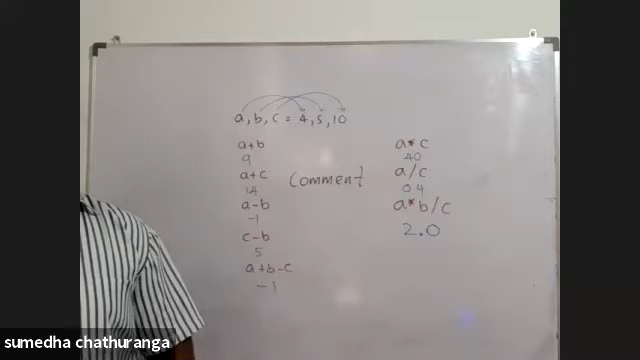 a, b, c = 4, 5, 10
a+b
9
a+c
14
a-b
-1
c-b
5
a+b-c
-1
Comment
a*c
40
a/c
0 4
a*b/c
2.0
sumedha chathuranga